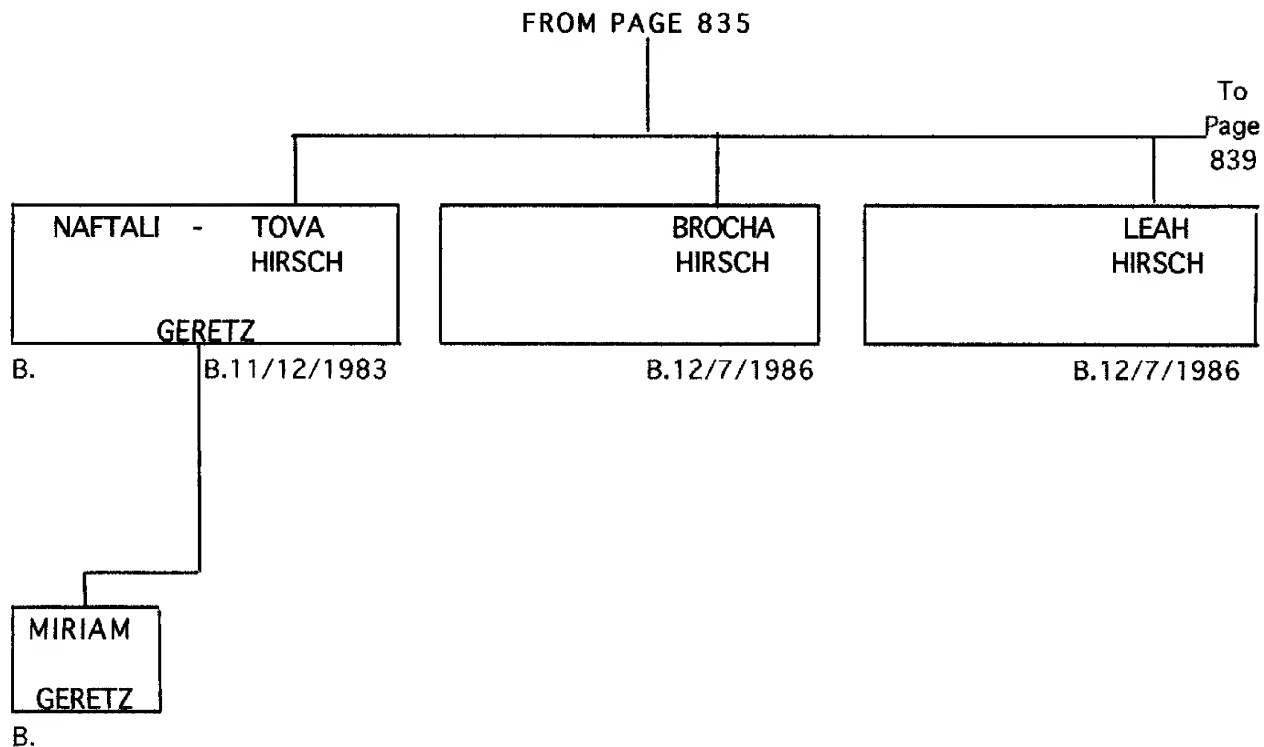 FROM PAGE 835
To
Page
839
NAFTALI - TOVA
HIRSCH
GERETZ
B. B.11/12/1983
BROCHA
HIRSCH
B.12/7/1986
LEAH
HIRSCH
B.12/7/1986
MIRIAM
GERETZ
B.